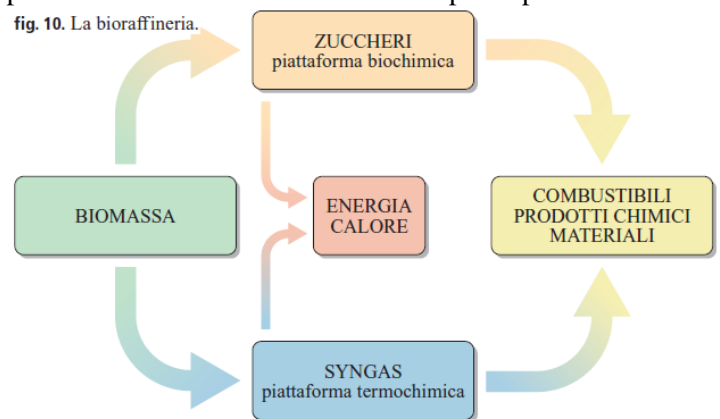 fig. 10. La bioraffineria.
ZUCCHERI
piattaforma biochimica
BIOMASSA
ENERGIA
CALORE
COMBUSTIBILI
PRODOTTI CHIMICI
MATERIALI
SYNGAS
piattaforma termochimica